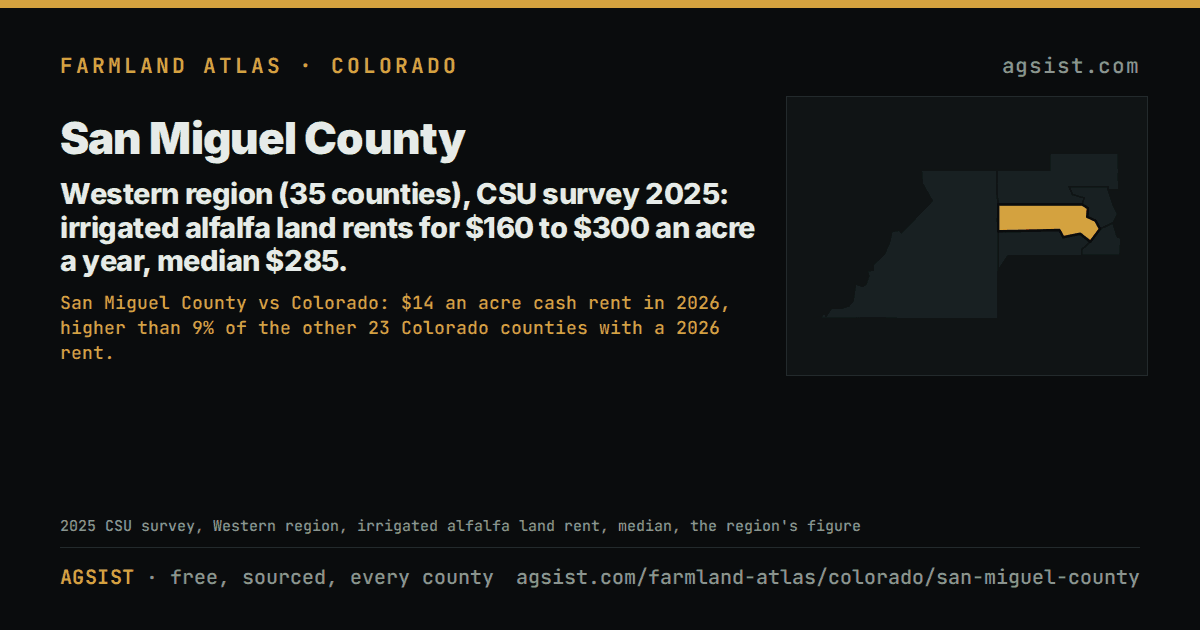 FARMLAND ATLAS · COLORADO
agsist.com
San Miguel County
Western region (35 counties), CSU survey 2025:
irrigated alfalfa land rents for $160 to $300 an acre
a year, median $285.
San Miguel County vs Colorado: $14 an acre cash rent in 2026,
higher than 9% of the other 23 Colorado counties with a 2026
rent.
2025 CSU survey, Western region, irrigated alfalfa land rent, median, the region's figure
AGSIST · free, sourced, every county
agsist.com/farmland-atlas/colorado/san-miguel-county